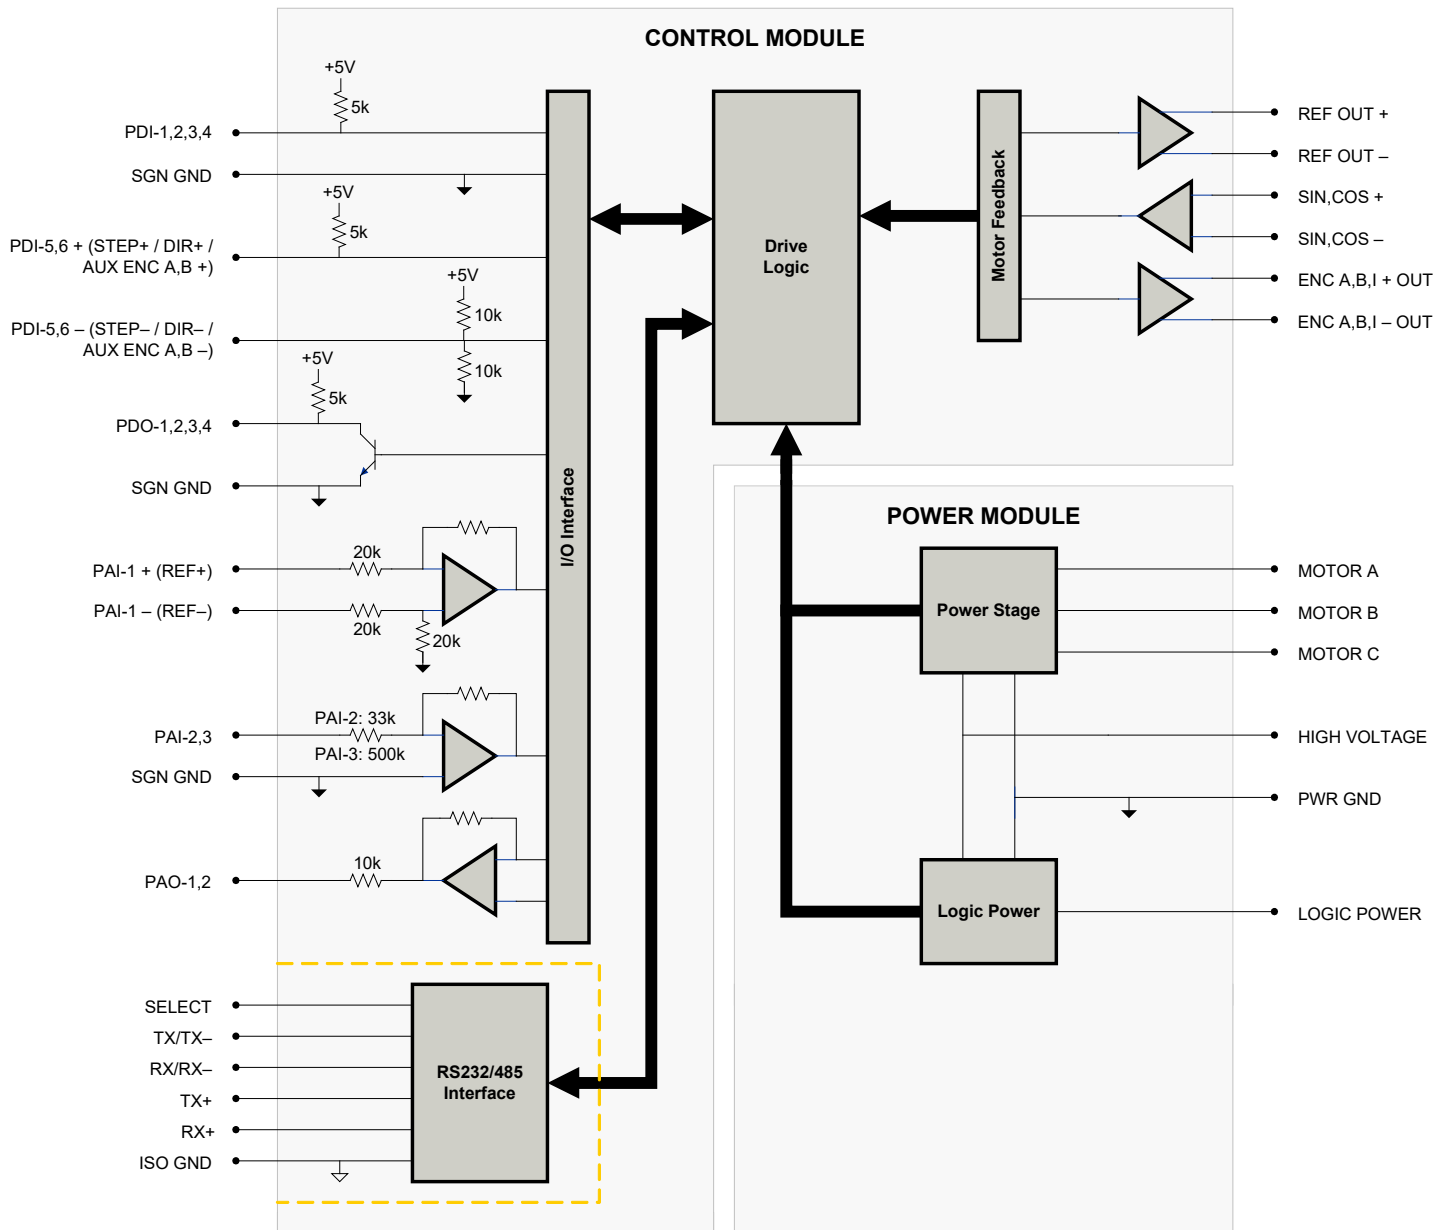 CONTROL MODULE
+5V
5k
PDI-1,2,3,4
SGN GND
+5V
5k
PDI-5,6 + (STEP+ / DIR+ /
AUX ENC A,B +)
+5V
10k
PDI-5,6 – (STEP– / DIR– /
AUX ENC A,B –)
10k
+5V
5k
PDO-1,2,3,4
SGN GND
20k
PAI-1 + (REF+)
PAI-1 – (REF–)
20k
20k
PAI-2: 33k
PAI-2,3
PAI-3: 500k
SGN GND
10k
PAO-1,2
I/O Interface
SELECT
TX/TX–
RX/RX–
TX+
RX+
ISO GND
RS232/485
Interface
Drive
Logic
Motor Feedback
REF OUT +
REF OUT –
SIN,COS +
SIN,COS –
ENC A,B,I + OUT
ENC A,B,I – OUT
POWER MODULE
Power Stage
MOTOR A
MOTOR B
MOTOR C
HIGH VOLTAGE
PWR GND
Logic Power
LOGIC POWER